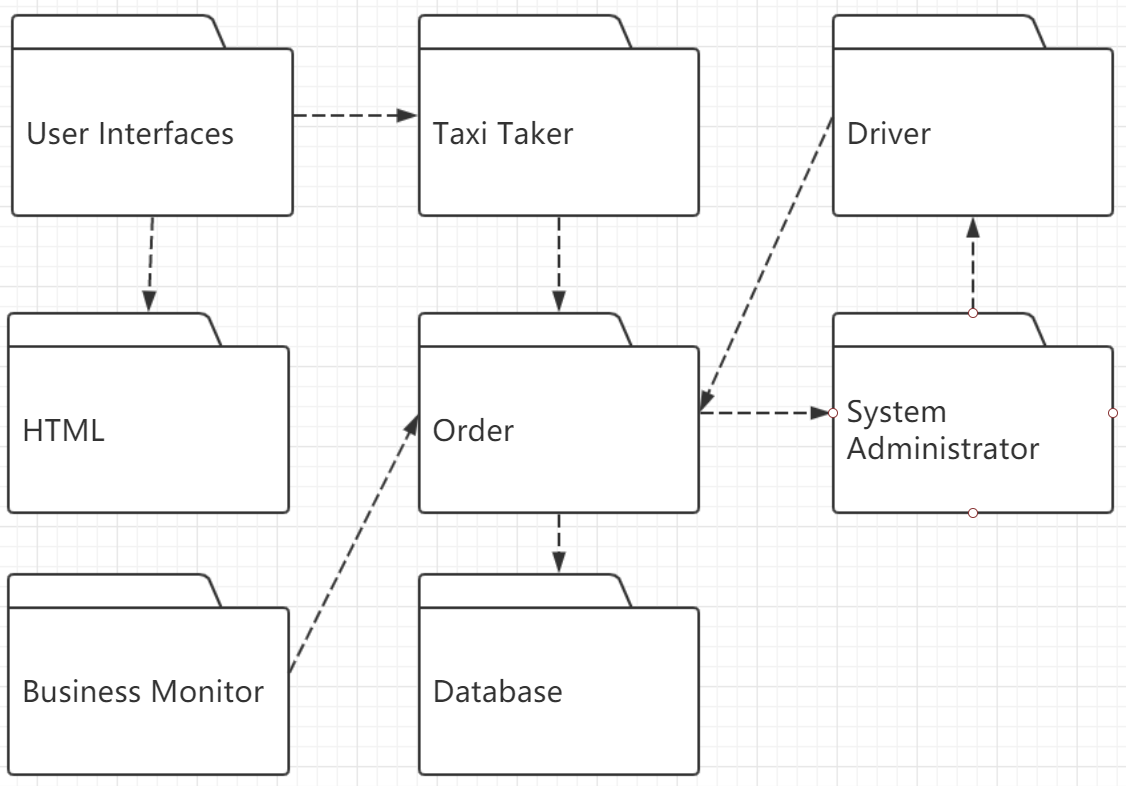 User Interfaces
Taxi Taker
Driver
HTML
Order
System
Administrator
Business Monitor
Database